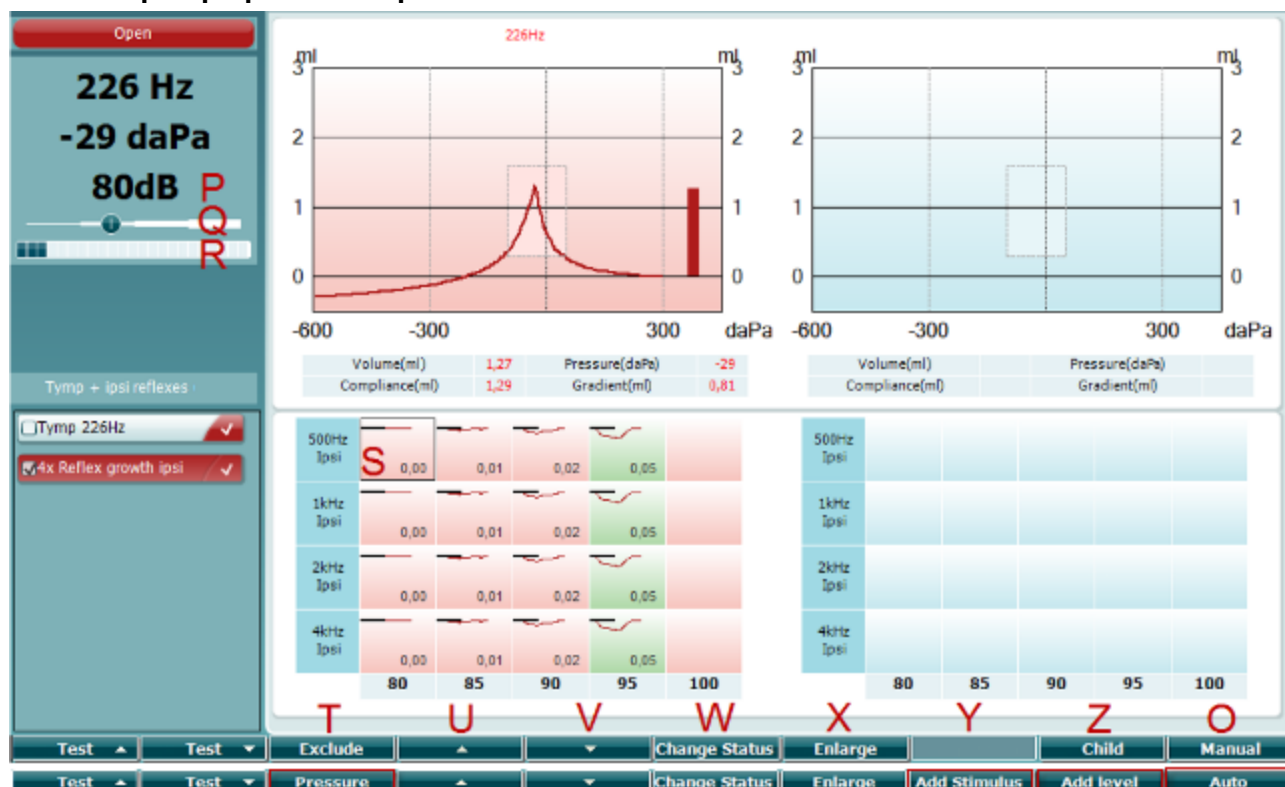 Open
226 Hz
-29 daPa
80dB P
Q
R
Tymp + ipsi reflexes
Tymp 226Hz
4x Reflex growth ipsi
226Hz
ml ml
3 3
2 2
1 1
0 0
-600 -300 300 daPa
Volume(ml) 1,27 Pressure(daPa) -29
Compliance(ml) 1,29 Gradient(ml) 0,81
ml ml
3 3
2 2
1 1
0 0
-600 -300 300 daPa
Volume(ml) Pressure(daPa)
Compliance(ml) Gradient(ml)
500Hz
Ipsi S 0,00 0,01 0,02 0,05
1kHz
Ipsi 0,00 0,01 0,02 0,05
2kHz
Ipsi 0,00 0,01 0,02 0,05
4kHz
Ipsi 0,00 0,01 0,02 0,05
80 85 90 95 100
500Hz
Ipsi
1kHz
Ipsi
2kHz
Ipsi
4kHz
Ipsi
80 85 90 95 100
T U V W X Y Z O
Test Test Exclude Change Status Enlarge Child Manual
Test Test Pressure Change Status Enlarge Add Stimulus Add level Auto